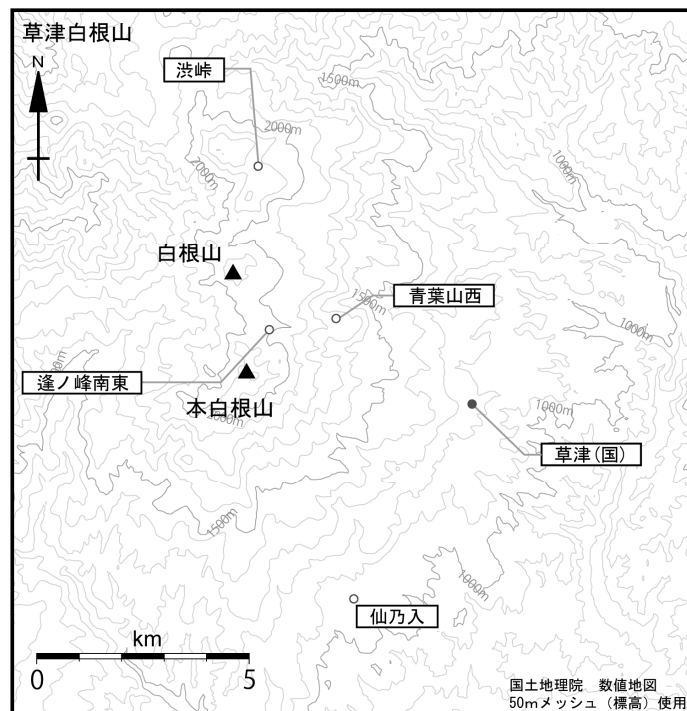 草津白根山
N
渋峠
1500m
2000m
2000m
1000m
白根山
青葉山西
1500m
1000m
逢ノ峰南東
本白根山
2000m
1000m
草津(国)
1500m
1000m
仙乃入
km
0 5
国土地理院 数値地図
50mメッシュ(標高)使用